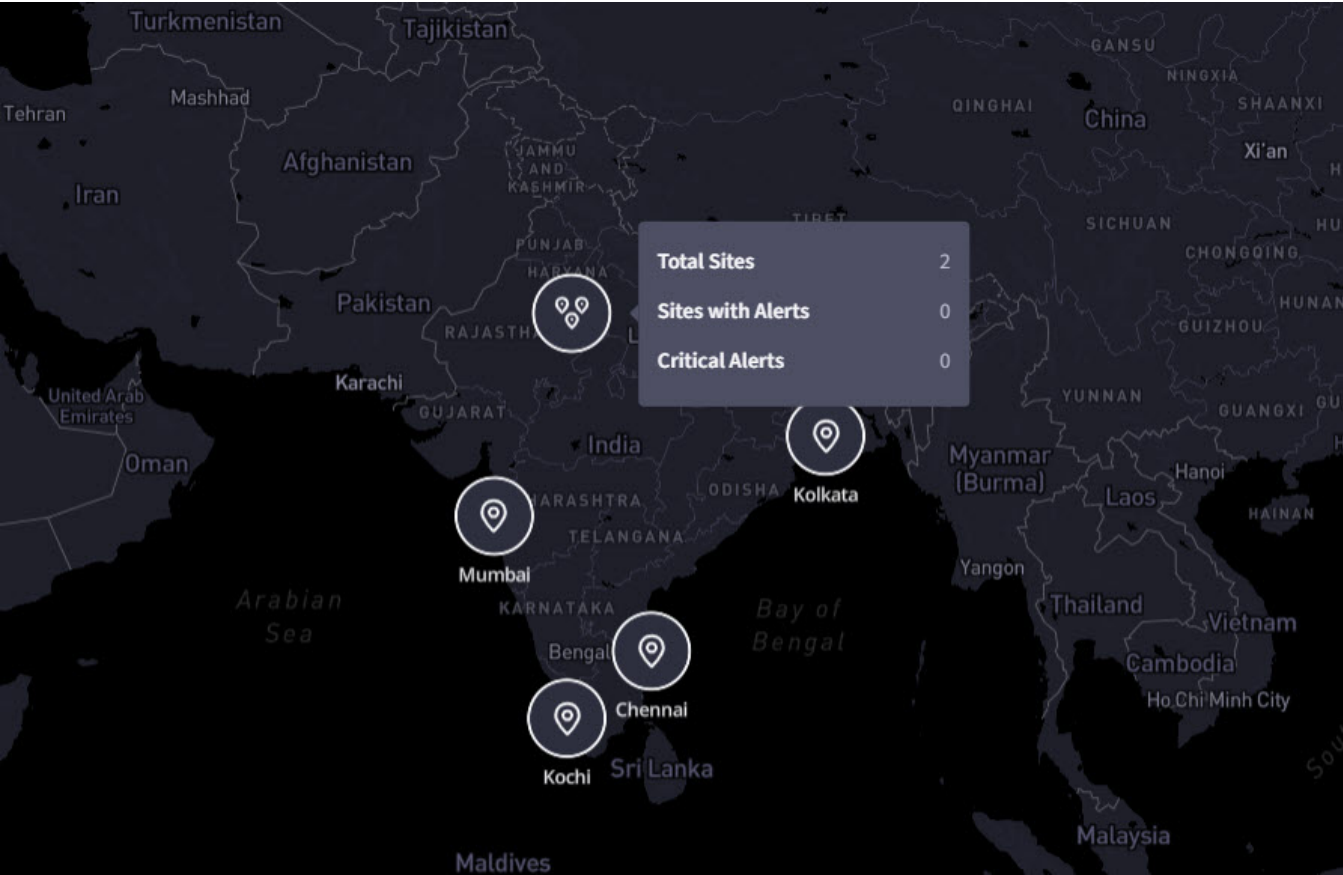 Turkmenistan
Tajikistan
GANSU
NINGXIA
Mashhad
QINGHAI
SHAANXI
Tehran
China
Afghanistan
JAMMU
AND
KASHMIR
Xi'an
Iran
TIBET
SICHUAN
PUNJAB
CHONGQING
HARYANA
Total Sites 2
Sites with Alerts 0
Critical Alerts 0
Pakistan
HUNAN
RAJASTH
GUIZHOU
Karachi
United Arab
Emirates
GUJARAT
YUNNAN
GUANGXI
India
Oman
Myanmar
(Burma)
Hanoi
Kolkata
ODISHA
Laos
HARASHTRA
HAINAN
TELANGANA
Mumbai
Yangon
Arabian
Sea
KARNATAKA
Bay of
Bengal
Thailand
Vietnam
Bengal
Cambodia
Chennai
Ho Chi Minh City
Kochi
Sri Lanka
Malaysia
Maldives